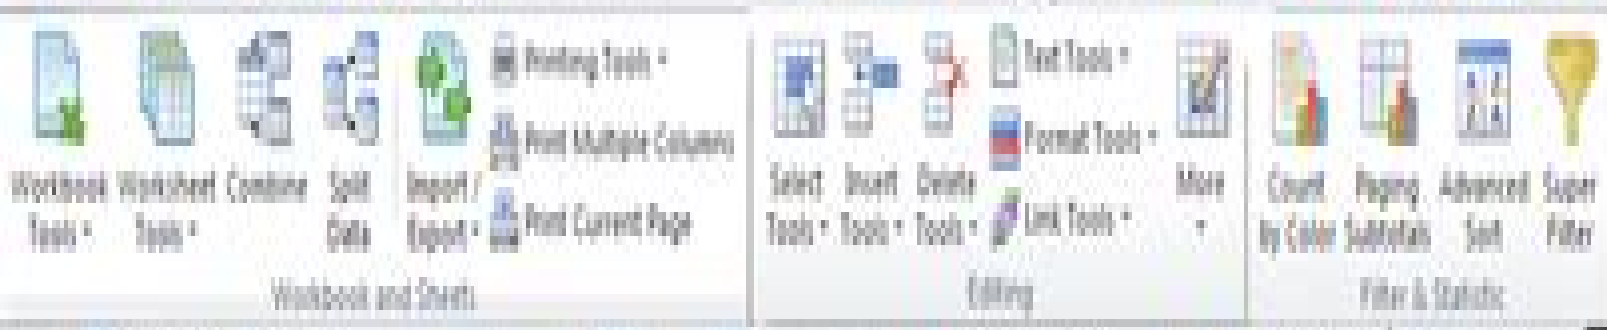 Workbook Tools
Worksheet Tools
Combine
Split Data
Import / Export
Printing Tools
Print Multiple Columns
Print Current Page
Workbook and Sheets
Select Tools
Insert Tools
Delete Tools
Text Tools
Format Tools
Link Tools
More
Editing
Count by Color
Paging Subtotals
Advanced Sort
Super Filter
Filter & Statistic